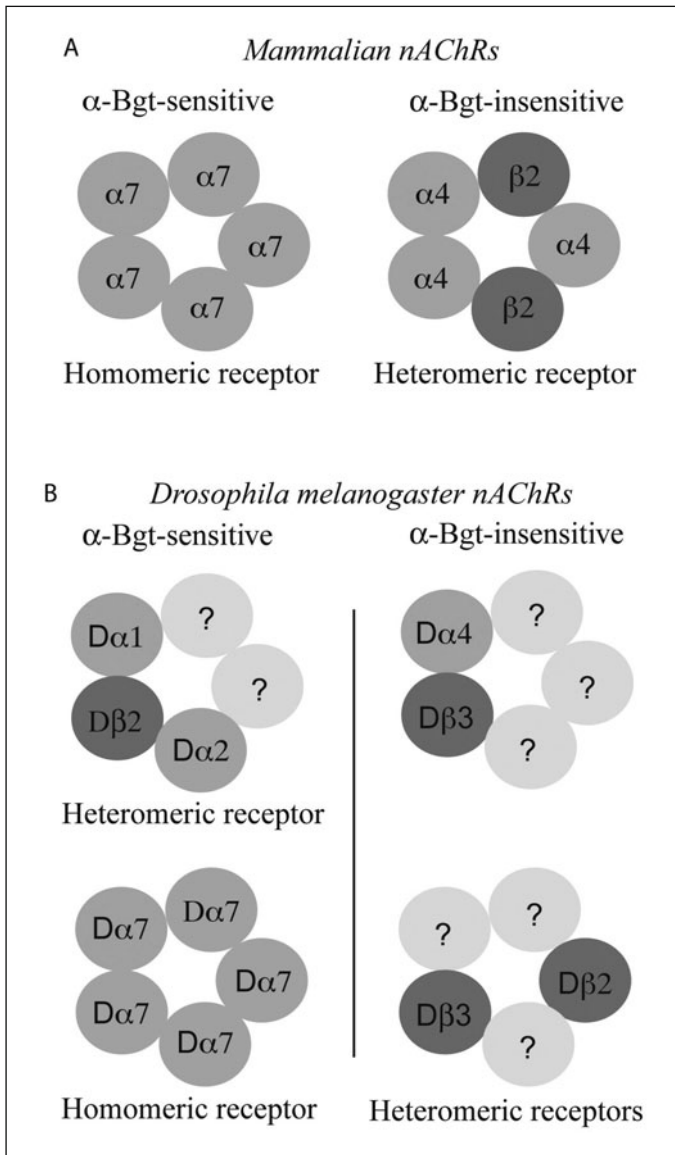 A
Mammalian nAChRs
α-Bgt-sensitive
α-Bgt-insensitive
α7
α7
α7
α7
α7
Homomeric receptor
α4
β2
α4
α4
β2
Heteromeric receptor
B
Drosophila melanogaster nAChRs
α-Bgt-sensitive
α-Bgt-insensitive
Dα1
?
?
Dβ2
Dα2
Heteromeric receptor
Dα4
?
?
Dβ3
?
Dα7
Dα7
Dα7
Dα7
Dα7
Homomeric receptor
?
?
Dβ2
Dβ3
?
Heteromeric receptors